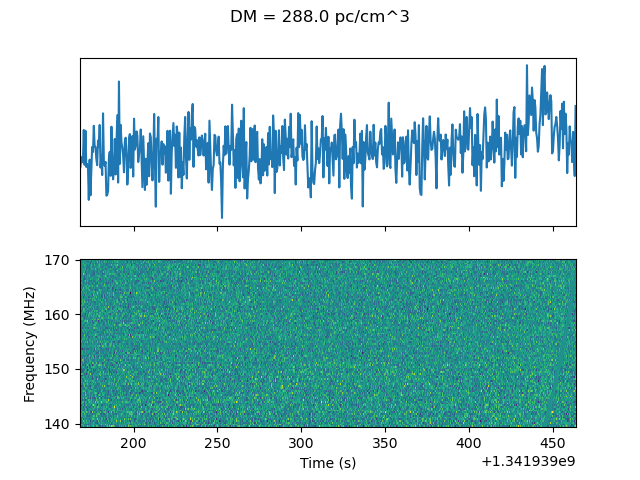 DM = 288.0 pc/cm^3
170
160
150
140
Frequency (MHz)
200 250 300 350 400 450
Time (s)
+1.341939e9